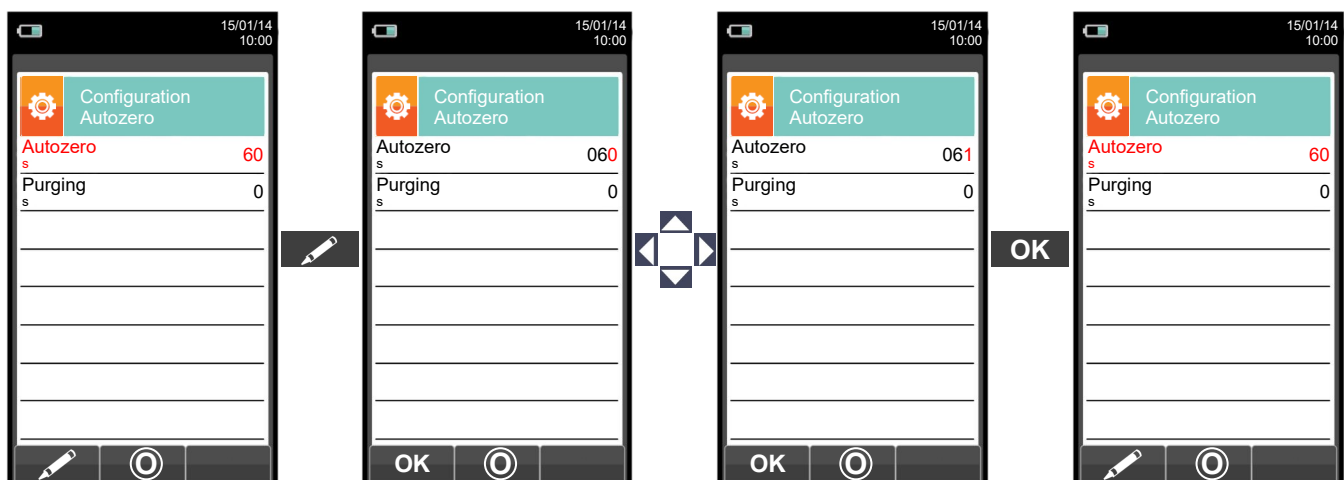 15/01/14
10:00
Configuration
Autozero
Autozero
s
60
Purging
s
0
15/01/14
10:00
Configuration
Autozero
Autozero
s
060
Purging
s
0
OK
15/01/14
10:00
Configuration
Autozero
Autozero
s
061
Purging
s
0
OK
OK
15/01/14
10:00
Configuration
Autozero
Autozero
s
60
Purging
s
0